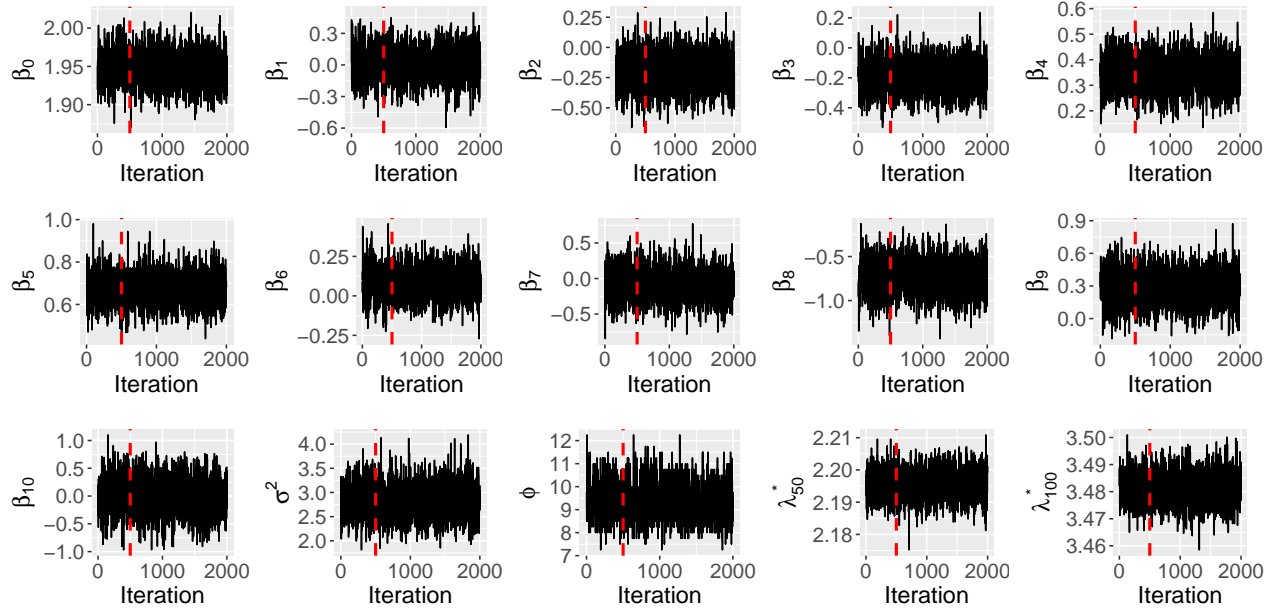 β0
2.00
1.95
1.90
0 1000 2000
Iteration
β1
0.3
0.0
−0.3
−0.6
0 1000 2000
Iteration
β2
0.25
0.00
−0.25
−0.50
0 1000 2000
Iteration
β3
0.3
0.0
−0.2
−0.4
0 1000 2000
Iteration
β4
0.6
0.5
0.4
0.3
0.2
0 1000 2000
Iteration
β5
1.0
0.8
0.6
0 1000 2000
Iteration
β6
0.25
0.00
−0.25
0 1000 2000
Iteration
β7
0.5
0.0
−0.5
0 1000 2000
Iteration
β8
−0.5
−1.0
0 1000 2000
Iteration
β9
0.9
0.6
0.3
0.0
0 1000 2000
Iteration
β10
1.0
0.5
0.0
−0.5
−1.0
0 1000 2000
Iteration
σ²
4.0
3.5
3.0
2.5
2.0
0 1000 2000
Iteration
ϕ
12
11
10
9
8
7
0 1000 2000
Iteration
λ*50
2.21
2.20
2.19
2.18
0 1000 2000
Iteration
λ*100
3.50
3.49
3.48
3.47
3.46
0 1000 2000
Iteration